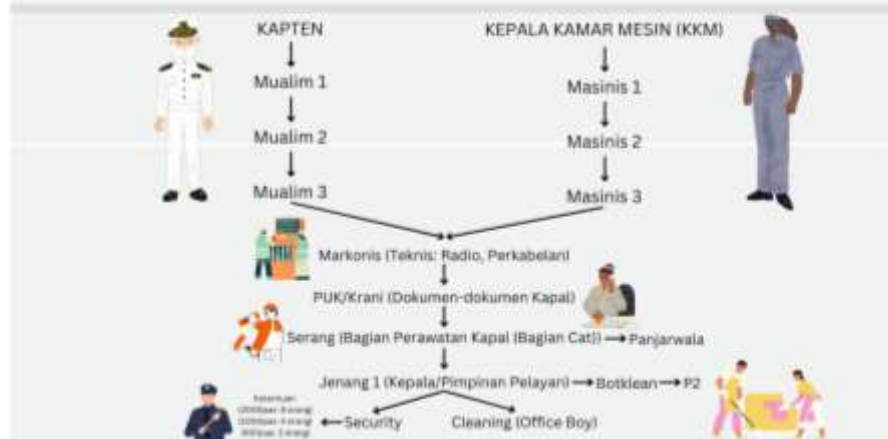 KAPTEN
KEPALA KAMAR MESIN (KKM)
Mualim 1
Masinis 1
Mualim 2
Masinis 2
Mualim 3
Masinis 3
Markonis (Teknis: Radio, Perkabelan)
PUK/Krani (Dokumen-dokumen Kapal)
Serang (Bagian Perawatan Kapal (Bagian Cat))
Panjarwala
Jenang 1 (Kepala/Pimpinan Pelayan)
Botklean
P2
Security
Cleaning (Office Boy)